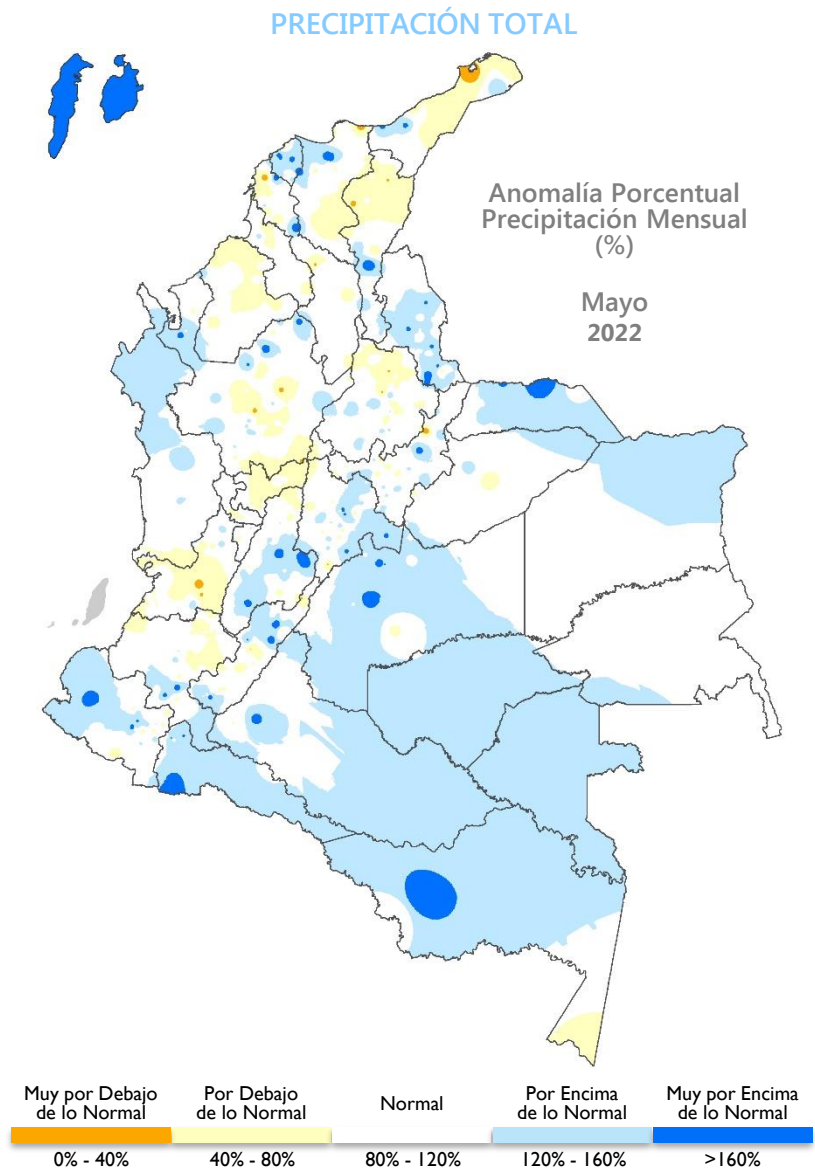 PRECIPITACIÓN TOTAL
Anomalía Porcentual
Precipitación Mensual
(%)
Mayo
2022
Muy por Debajo
de lo Normal
Por Debajo
de lo Normal
Normal
Por Encima
de lo Normal
Muy por Encima
de lo Normal
0% - 40%
40% - 80%
80% - 120%
120% - 160%
>160%